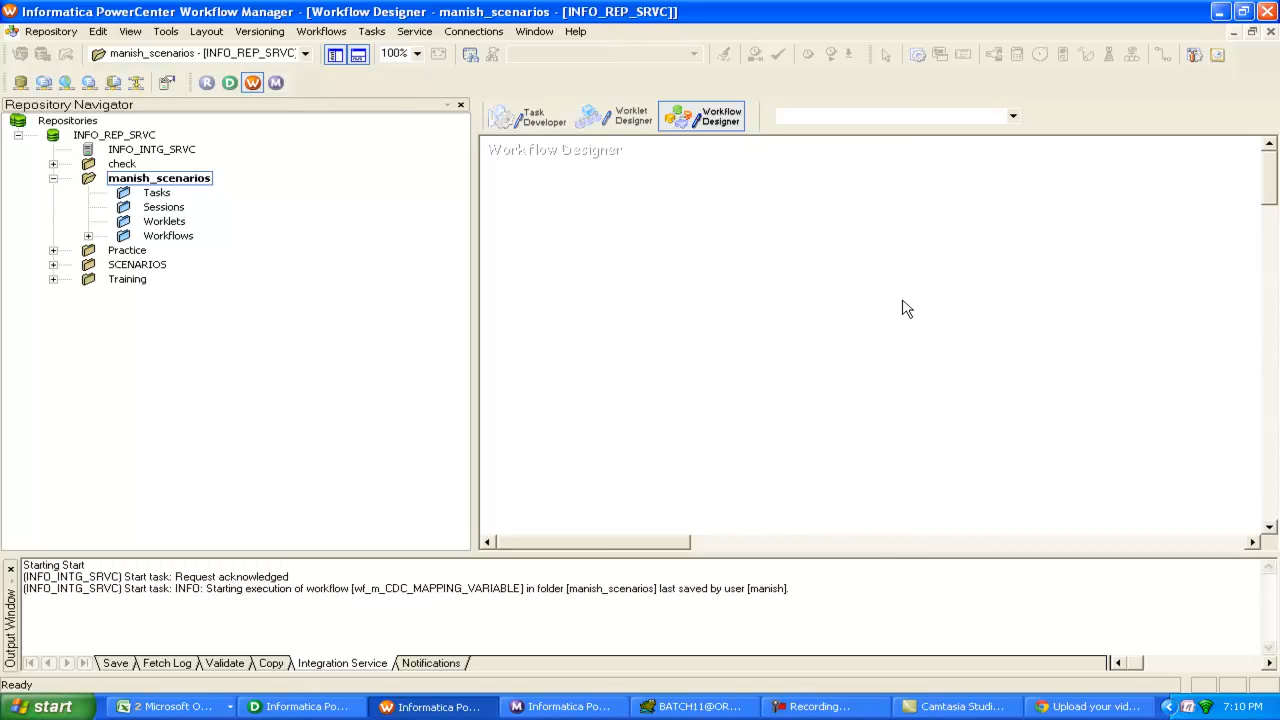 Informatica PowerCenter Workflow Manager - [Workflow Designer - manish_scenarios - [INFO_REP_SRVC]]
Repository Edit View Tools Layout Versioning Workflows Tasks Service Connections Window Help
manish_scenarios - [INFO_REP_SRVC] 100%
R D W M
Repository Navigator
Task Developer Worklet Designer Workflow Designer
Repositories
INFO_REP_SRVC
INFO_INTG_SRVC
check
manish_scenarios
Tasks
Sessions
Worklets
Workflows
Practice
SCENARIOS
Training
Workflow Designer
Output Window
Starting Start
(INFO_INTG_SRVC) Start task: Request acknowledged
(INFO_INTG_SRVC) Start task: INFO: Starting execution of workflow [wf_m_CDC_MAPPING_VARIABLE] in folder [manish_scenarios] last saved by user [manish].
Save Fetch Log Validate Copy Integration Service Notifications
Ready
start 2 Microsoft O... Informatica Po... Informatica Po... Informatica Po... BATCH11@OR... Recording... Camtasia Studi... Upload your vid... 7:10 PM